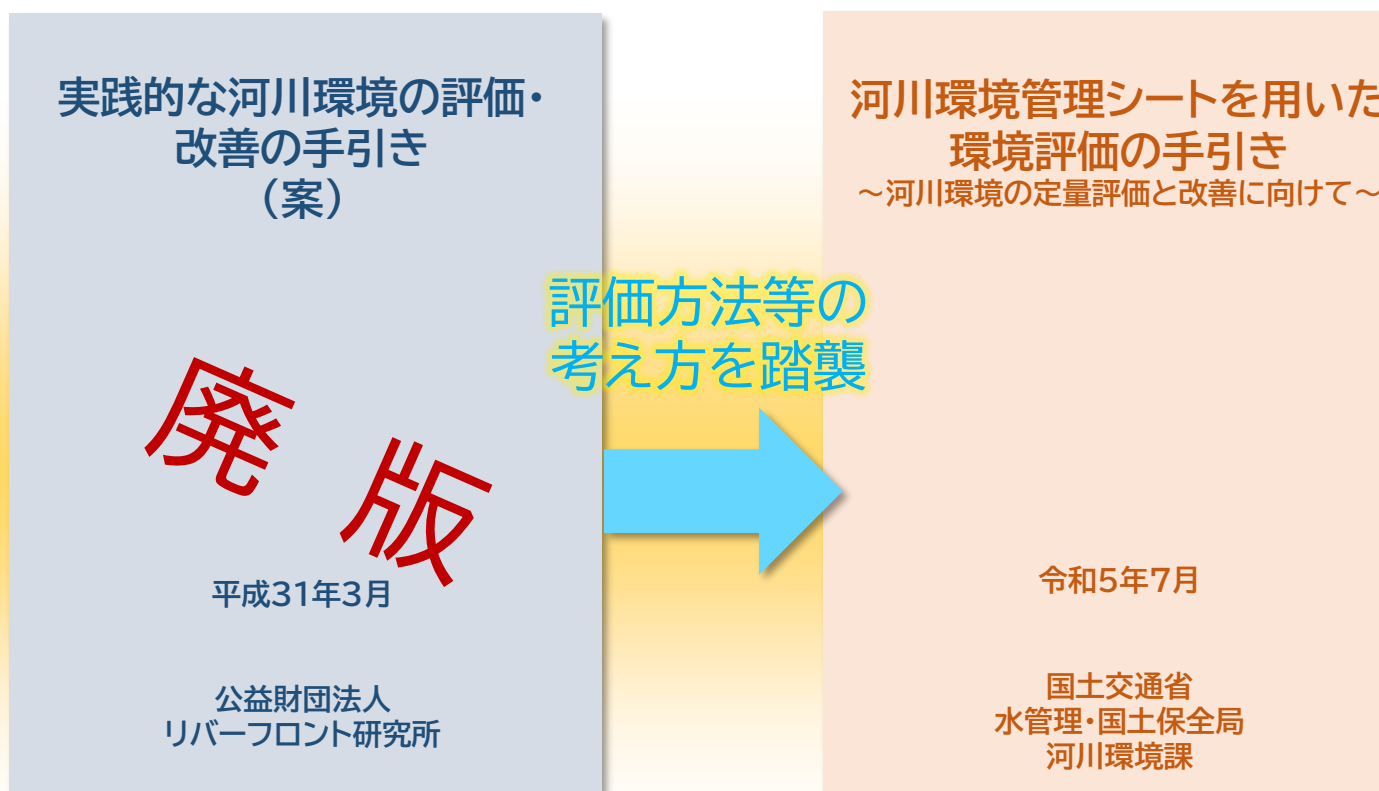 実践的な河川環境の評価・
改善の手引き
（案）
廃版
平成31年3月
公益財団法人
リバーフロント研究所
評価方法等の
考え方を踏襲
河川環境管理シートを用いた
環境評価の手引き
～河川環境の定量評価と改善に向けて～
令和5年7月
国土交通省
水管理・国土保全局
河川環境課